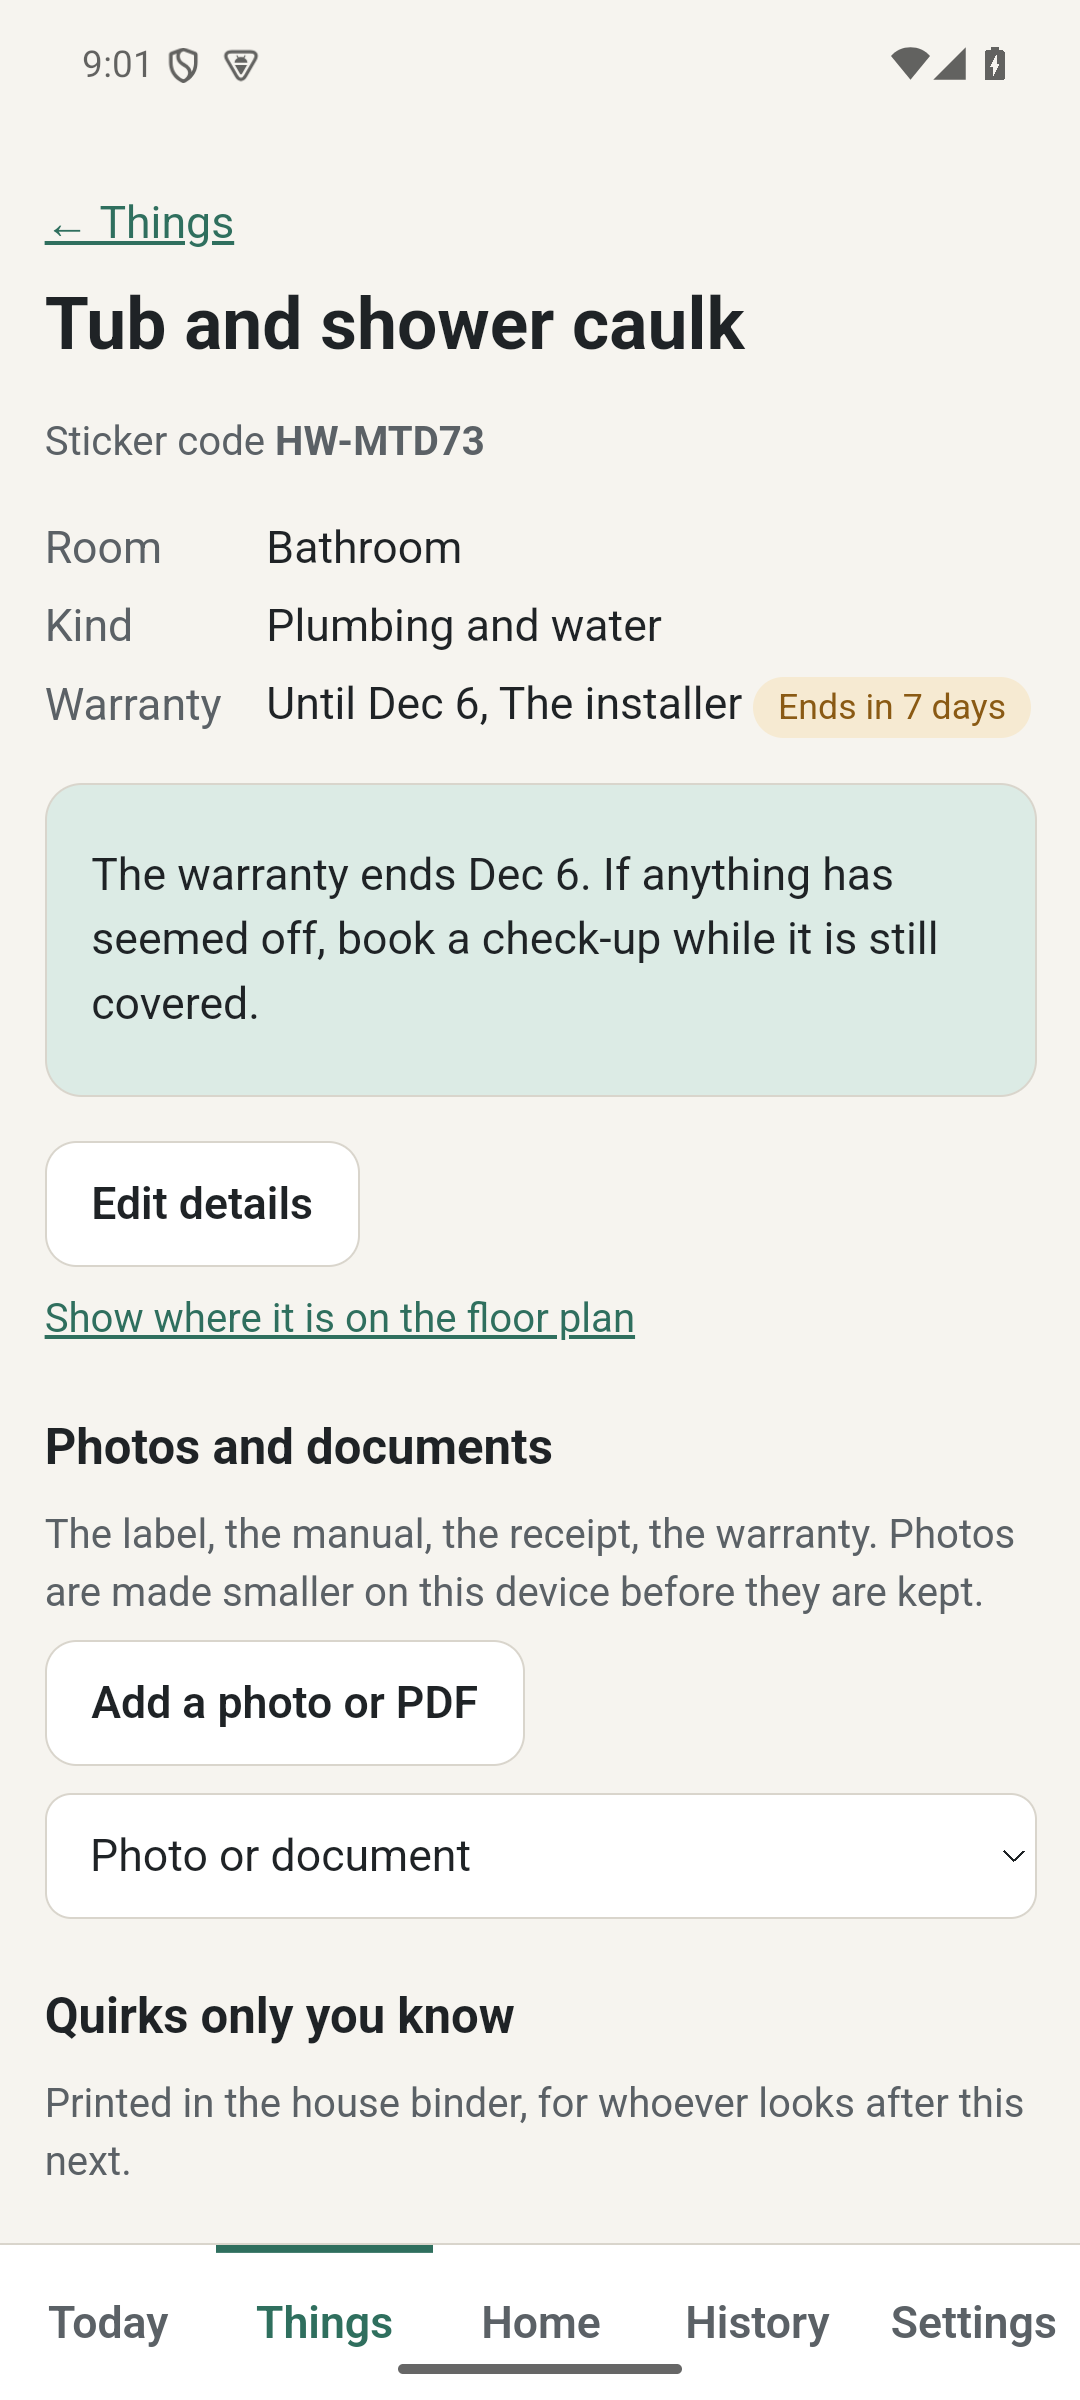 9:01
← Things
Tub and shower caulk
Sticker code HW-MTD73
Room Bathroom
Kind Plumbing and water
Warranty Until Dec 6, The installer Ends in 7 days
The warranty ends Dec 6. If anything has
seemed off, book a check-up while it is still
covered.
Edit details
Show where it is on the floor plan
Photos and documents
The label, the manual, the receipt, the warranty. Photos
are made smaller on this device before they are kept.
Add a photo or PDF
Photo or document
Quirks only you know
Printed in the house binder, for whoever looks after this
next.
Today Things Home History Settings